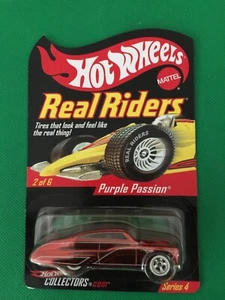 Hot Wheels
MATTEL
Real Riders
Tires that look and feel like
the real thing!
REAL RIDERS
2 of 6
Purple Passion
Hot Wheels
COLLECTORS.com
Series 4